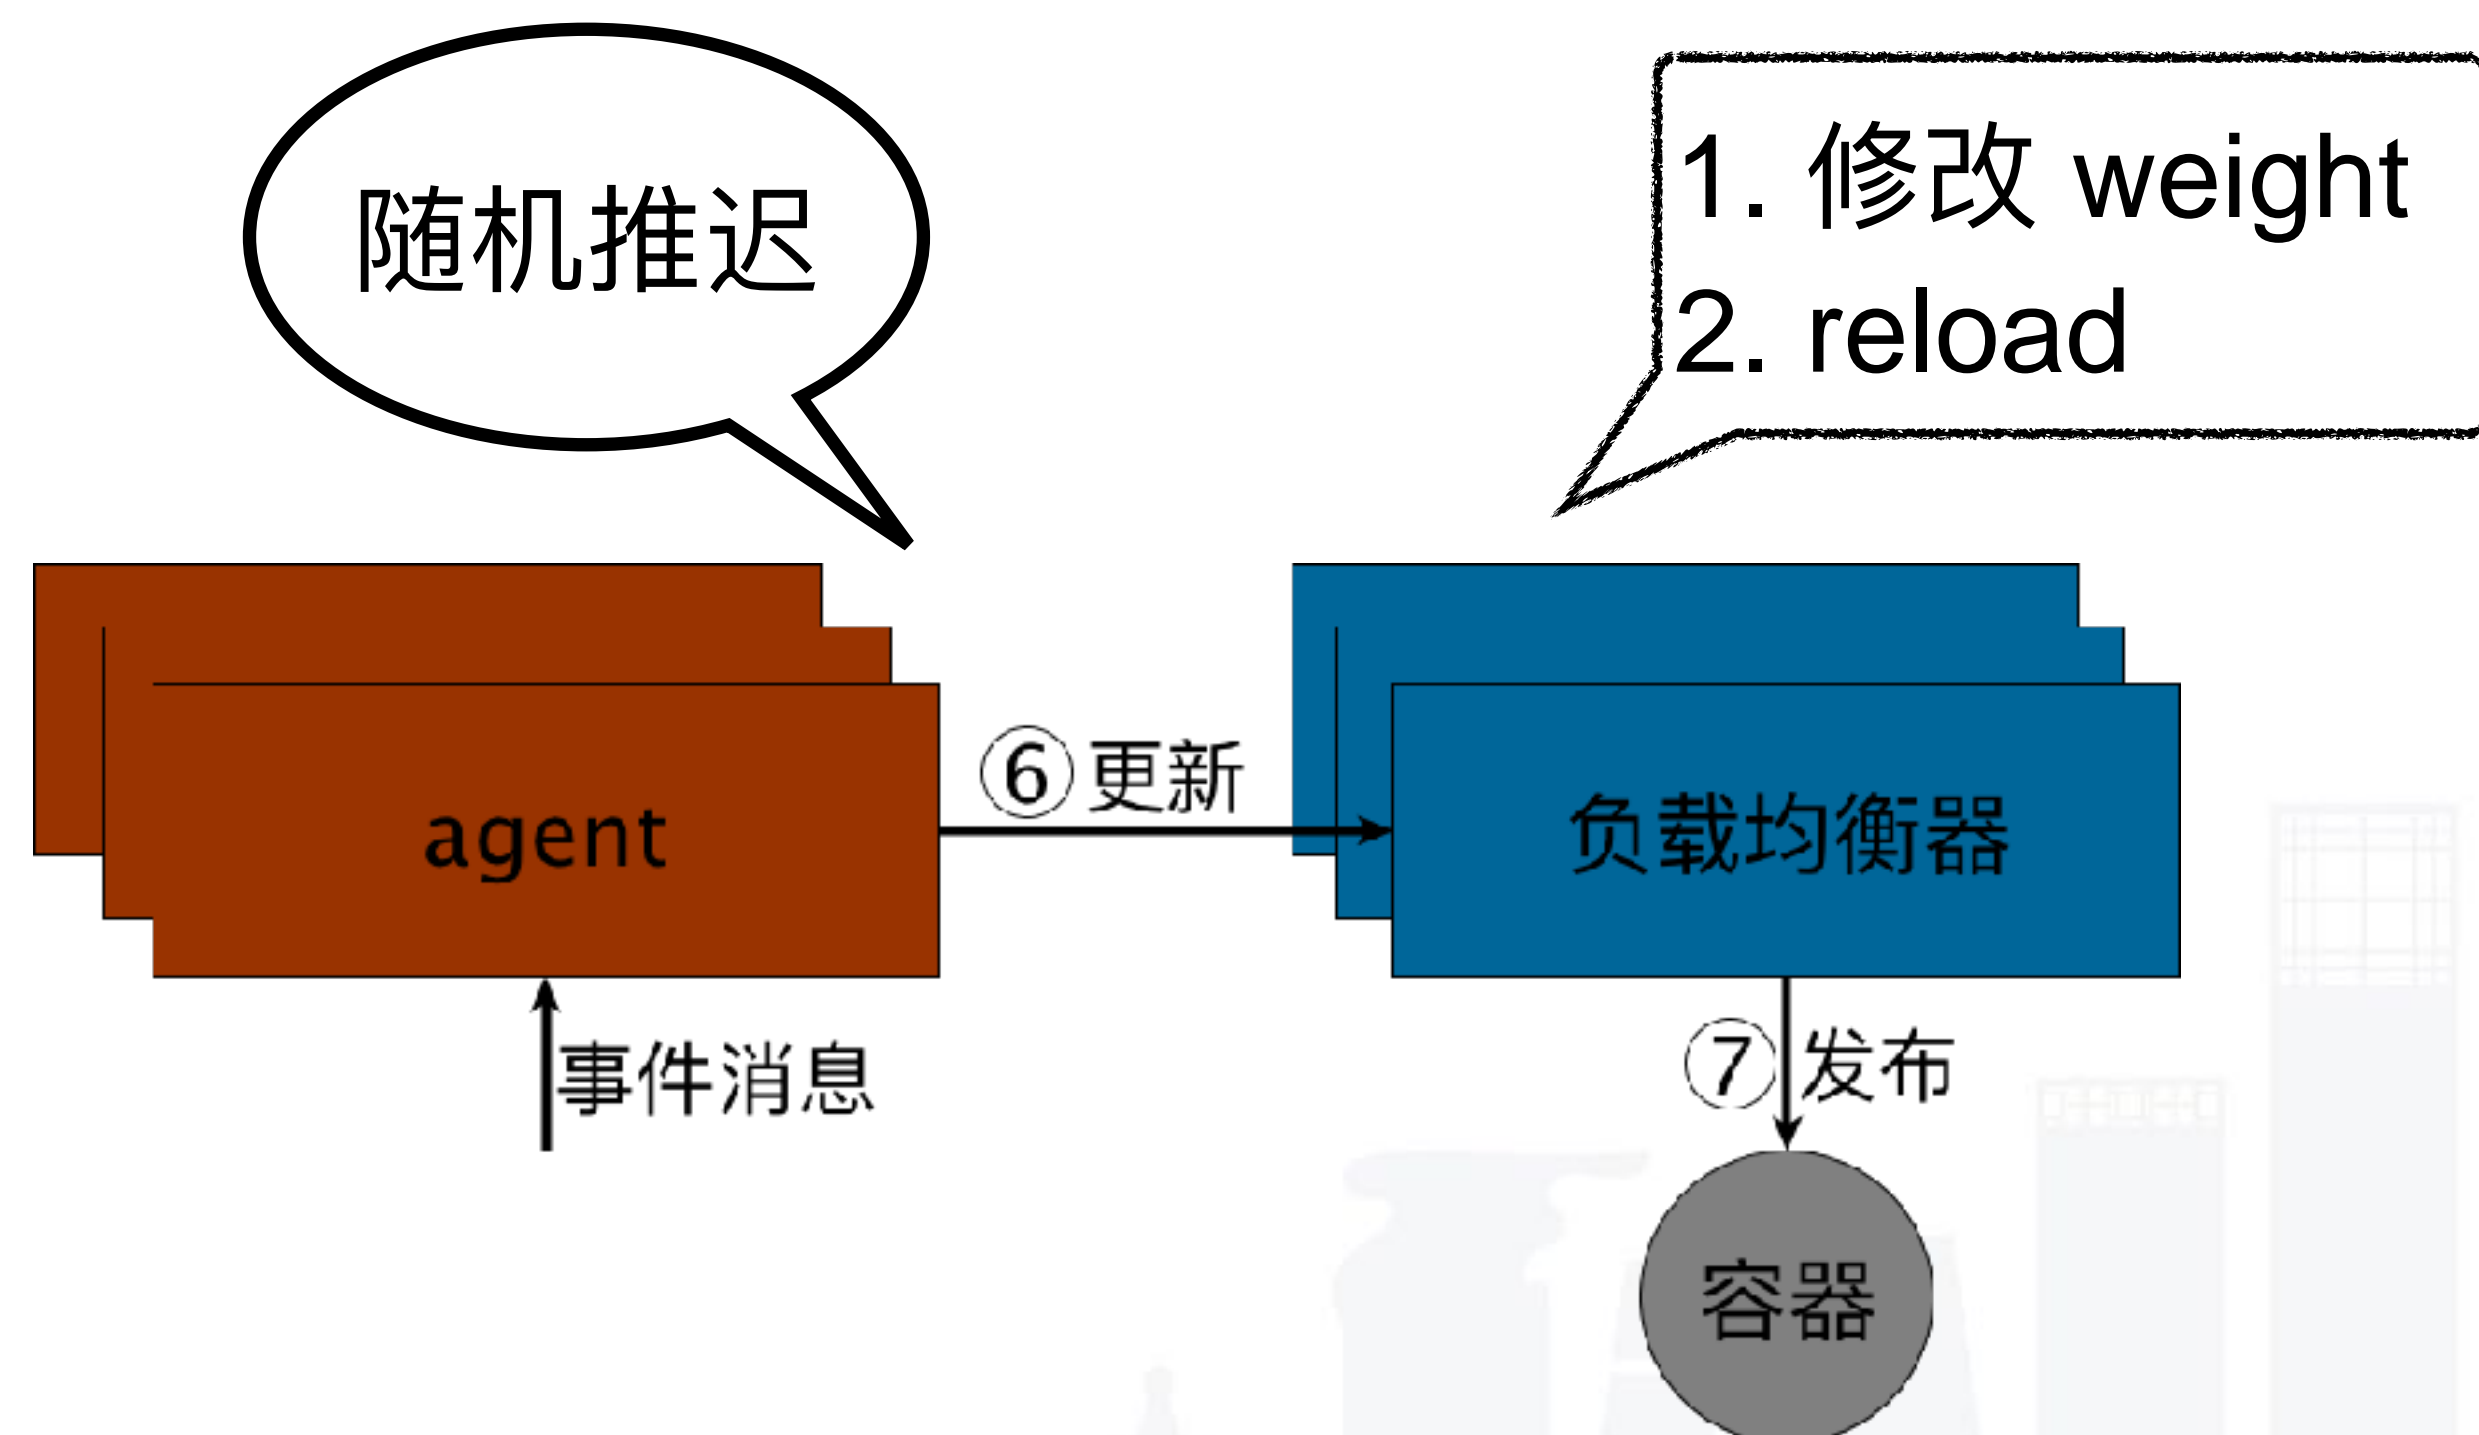 随机推迟
1. 修改 weight
2. reload
⑥更新
agent
负载均衡器
事件消息
⑦发布
容器